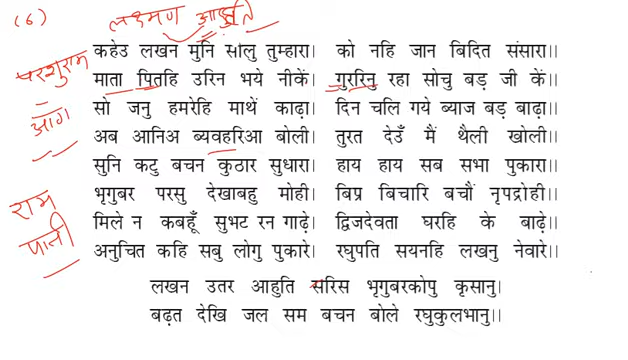 (6) लक्ष्मण आहुति
कहेउ लखन मुनि सीलु तुम्हारा। को नहि जान बिदित संसारा।।
परशुराम
माता पितहि उरिन भये नीकें। गुररिनु रहा सोचु बड़ जी कें।
सो जनु हमरेहि माथें काढ़ा। दिन चलि गये ब्याज बड़ बाढ़ा।
आग
अब आनिअ ब्यवहरिआ बोली। तुरत देउँ मैं थैली खोली।।
सुनि कटु बचन कुठार सुधारा। हाय हाय सब सभा पुकारा।।
भृगुबर परसु देखाबहु मोही। बिप्र बिचारि बचौं नृपद्रोही।।
राम
मिले न कबहूँ सुभट रन गाढ़े। द्विजदेवता घरहि के बाढ़े।
पानी
अनुचित कहि सबु लोगु पुकारे। रघुपति सयनहि लखनु नेवारे।।
लखन उतर आहुति सरिस भृगुबरकोपु कृसानु।
बढ़त देखि जल सम बचन बोले रघुकुलभानु।।